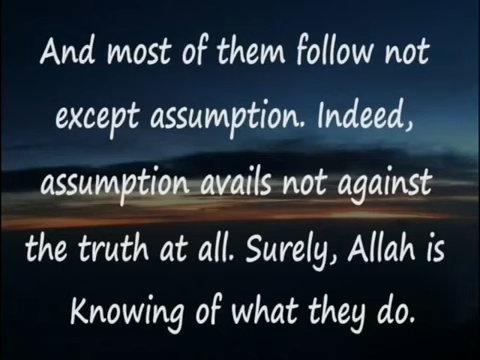 And most of them follow not
except assumption. Indeed,
assumption avails not against
the truth at all. Surely, Allah is
Knowing of what they do.